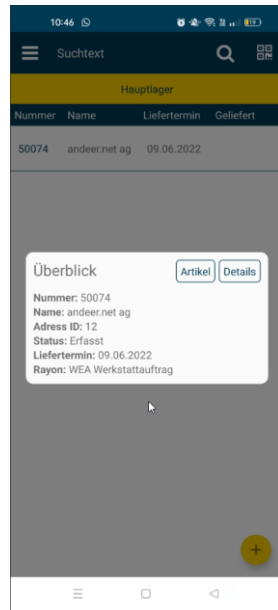 10:46
Suchtext
Hauptlager
Nummer Name Liefertermin Geliefert
50074 andeer.net ag 09.06.2022
Überblick Artikel Details
Nummer: 50074
Name: andeer.net ag
Adress ID: 12
Status: Erfasst
Liefertermin: 09.06.2022
Rayon: WEA Werkstattauftrag